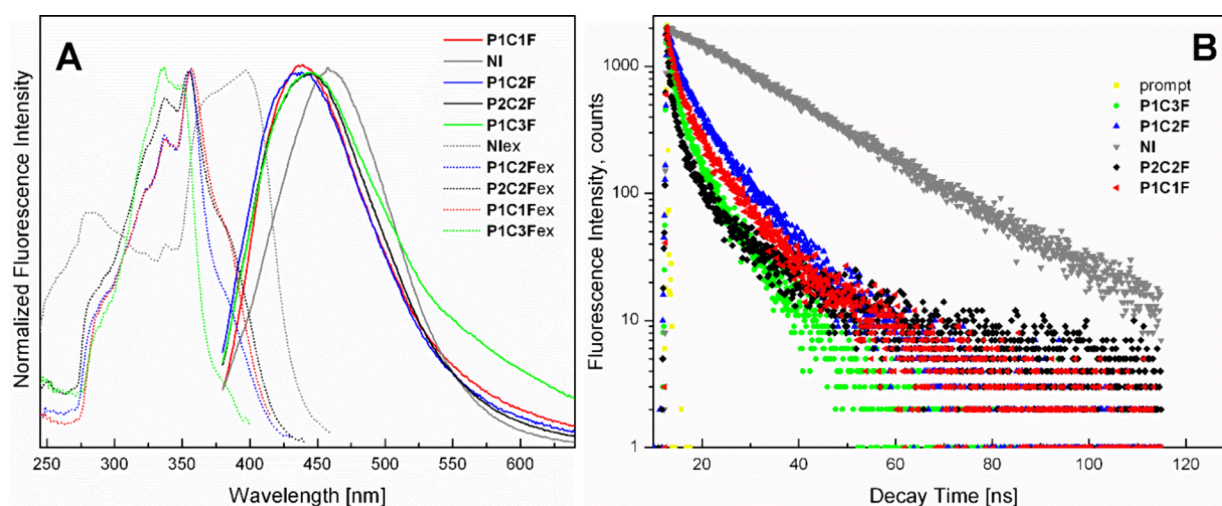 A
P1C1F
NI
P1C2F
P2C2F
P1C3F
NIex
P1C2Fex
P2C2Fex
P1C1Fex
P1C3Fex
Normalized Fluorescence Intensity
250 300 350 400 450 500 550 600
Wavelength [nm]
B
prompt
P1C3F
P1C2F
NI
P2C2F
P1C1F
Fluorescence Intensity, counts
1000
100
10
1
20 40 60 80 100 120
Decay Time [ns]